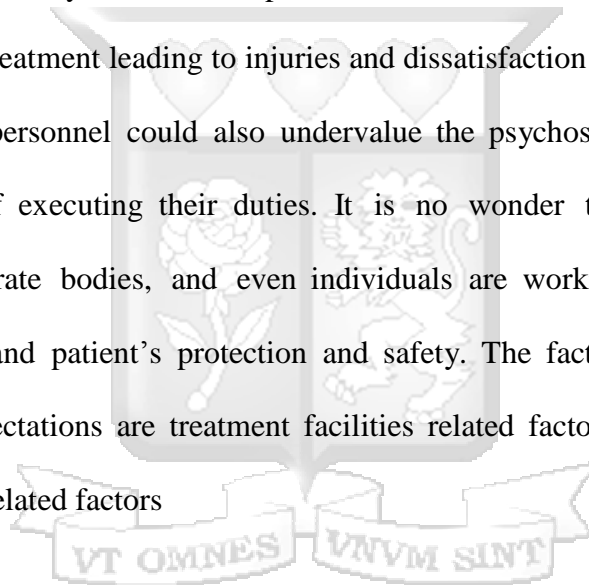 eatment leading to injuries and dissatisfaction
personnel could also undervalue the psychos
f executing their duties. It is no wonder t
rate bodies, and even individuals are work
and patient's protection and safety. The fact
ectations are treatment facilities related facto
elated factors
VT OMNES VNVM SINT